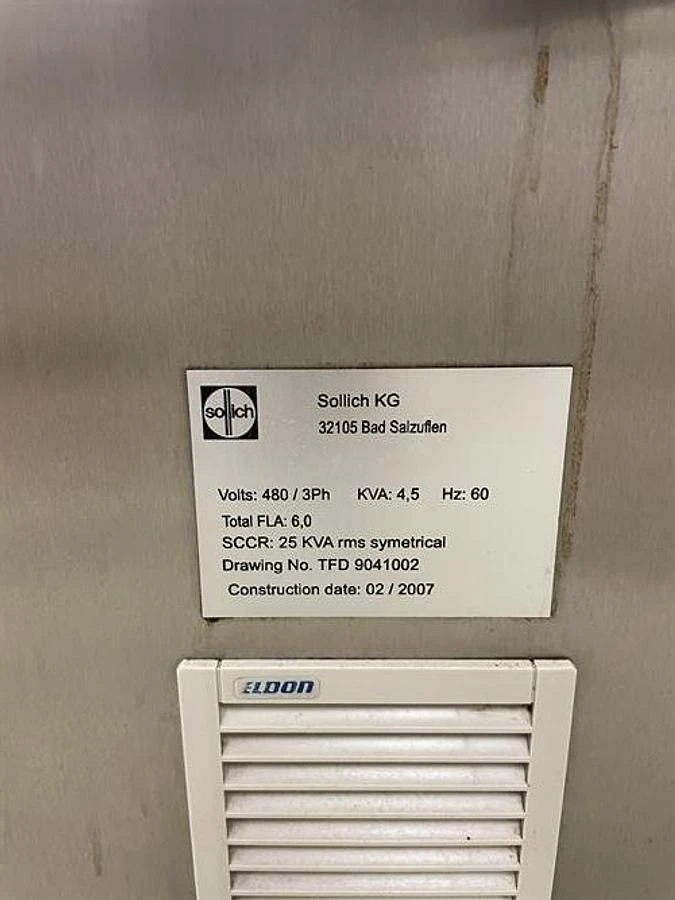 sollich
Sollich KG
32105 Bad Salzuflen
Volts: 480 / 3Ph KVA: 4,5 Hz: 60
Total FLA: 6,0
SCCR: 25 KVA rms symetrical
Drawing No. TFD 9041002
Construction date: 02 / 2007
ELDON